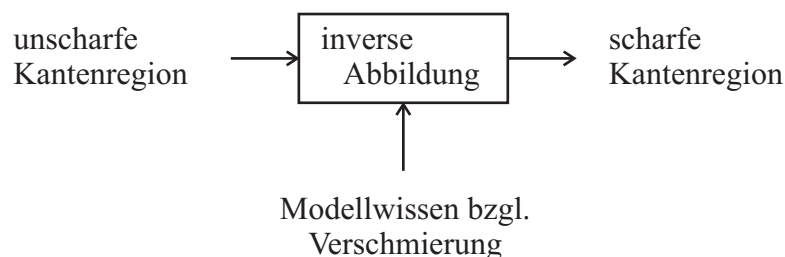 unscharfe
Kantenregion
inverse
Abbildung
scharfe
Kantenregion
Modellwissen bzgl.
Verschmierung